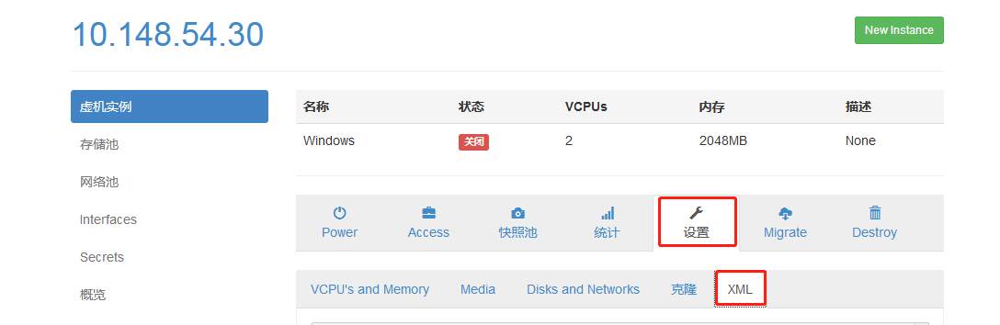 10.148.54.30
New Instance
虚机实例
存储池
网络池
Interfaces
Secrets
概览
名称 状态 VCPUs 内存 描述
Windows 关闭 2 2048MB None
Power Access 快照池 统计 设置 Migrate Destroy
VCPU's and Memory Media Disks and Networks 克隆 XML